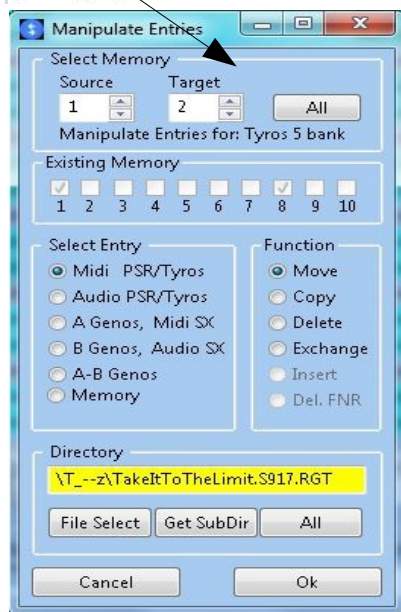 Manipulate Entries
Select Memory
Source Target
1 2 All
Manipulate Entries for: Tyros 5 bank
Existing Memory
1 2 3 4 5 6 7 8 9 10
Select Entry
Midi PSR/Tyros
Audio PSR/Tyros
A Genos, Midi SX
B Genos, Audio SX
A-B Genos
Memory
Function
Move
Copy
Delete
Exchange
Insert
Del. FNR
Directory
\T_--z\TakeItToTheLimit.S917.RGT
File Select Get SubDir All
Cancel Ok